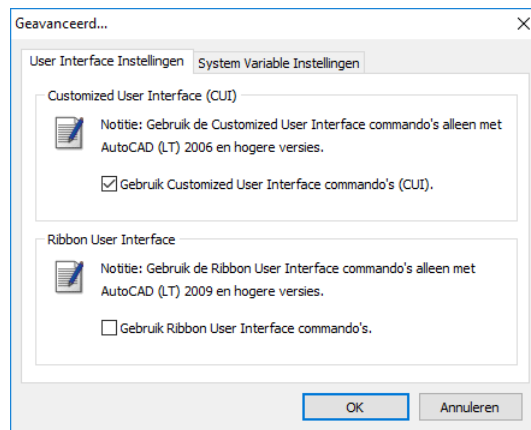 Geavanceerd...
User Interface Instellingen
System Variable Instellingen
Customized User Interface (CUI)
Notitie: Gebruik de Customized User Interface commando's alleen met
AutoCAD (LT) 2006 en hogere versies.
Gebruik Customized User Interface commando's (CUI).
Ribbon User Interface
Notitie: Gebruik de Ribbon User Interface commando's alleen met
AutoCAD (LT) 2009 en hogere versies.
Gebruik Ribbon User Interface commando's.
OK
Annuleren